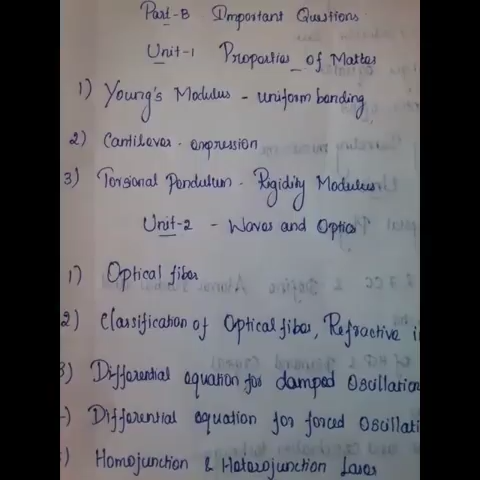 Part-B Important Questions
Unit-1 Properties of Matter
1) Young's Modulus - uniform bending
2) Cantilever - expression
3) Torsional Pendulum - Rigidity Modulus
Unit-2 - Waves and Optics
1) Optical fiber
2) Classification of Optical fiber, Refractive i
3) Differential equation for damped Oscillation
) Differential equation for forced Oscillati
) Homojunction & Heterojunction Laser